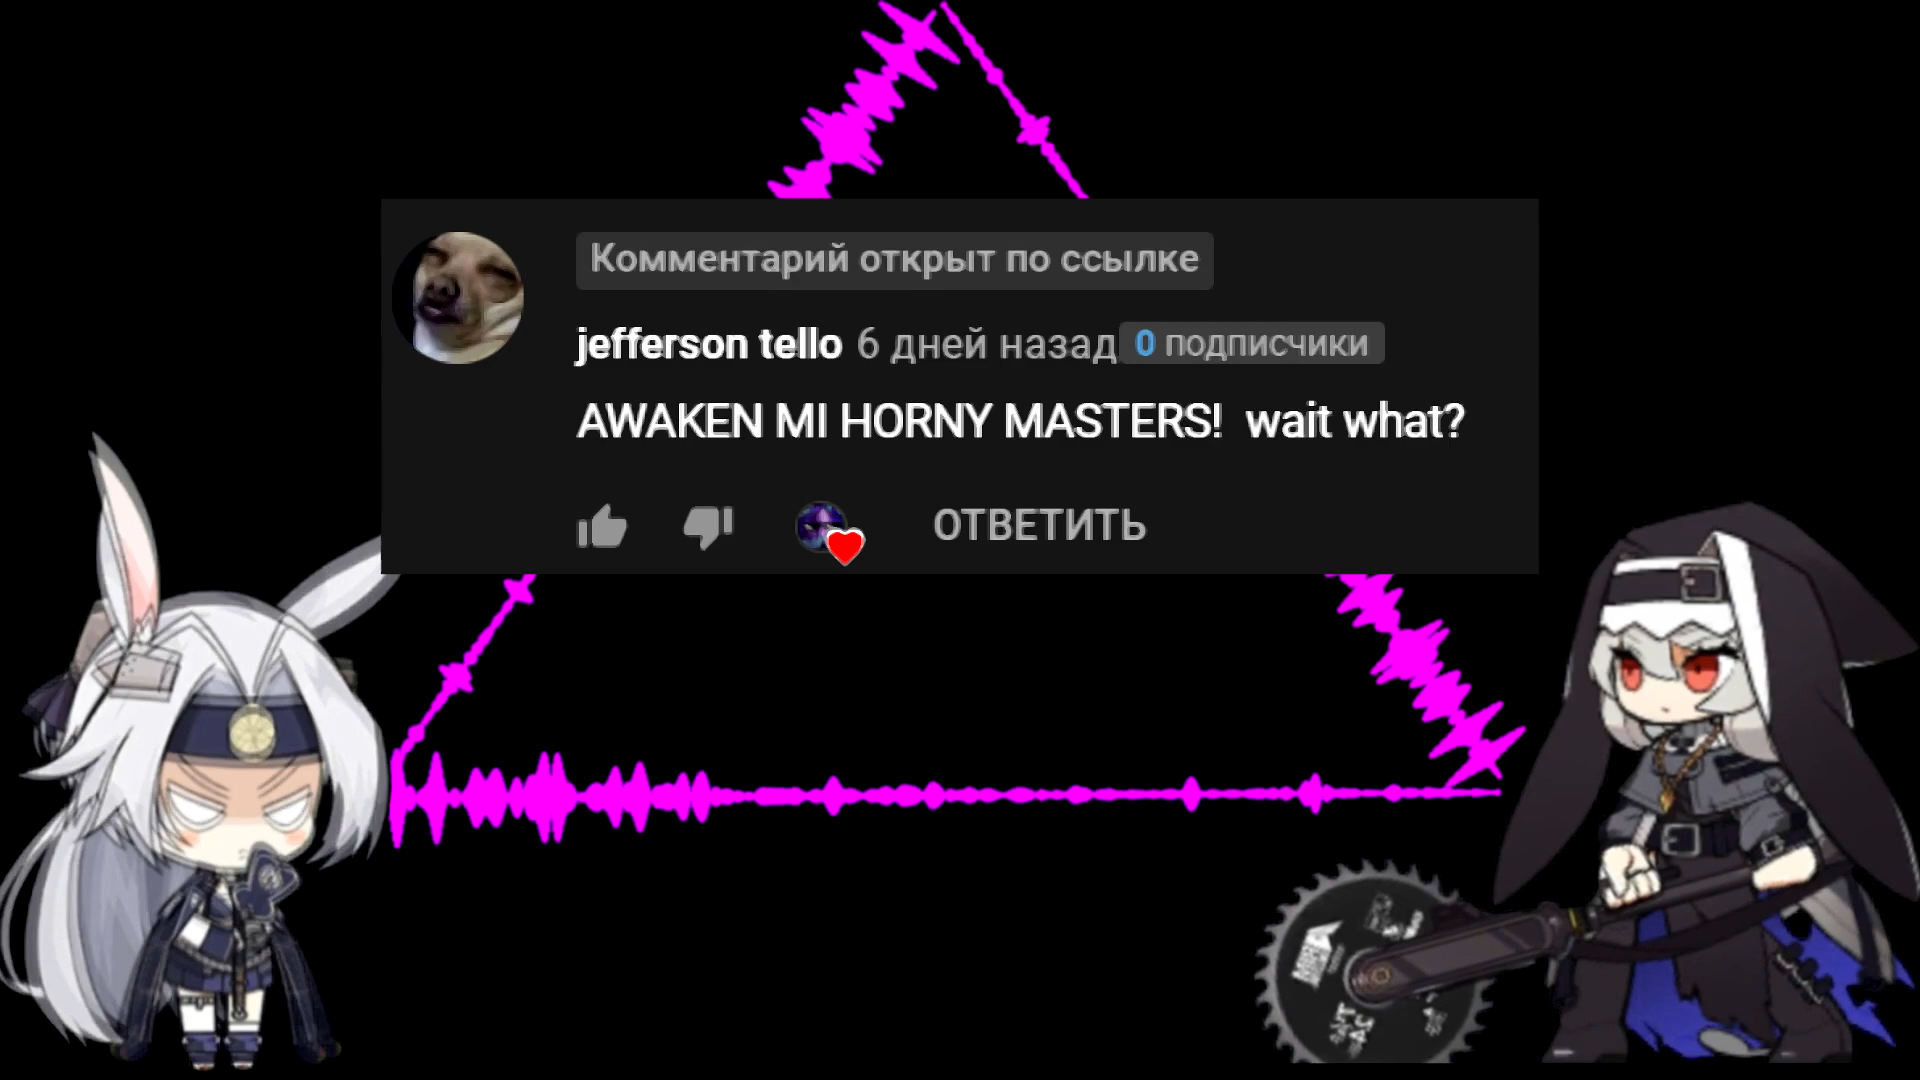 Комментарий открыт по ссылке
jefferson tello 6 дней назад 0 подписчики
AWAKEN MI HORNY MASTERS! wait what?
ОТВЕТИТЬ